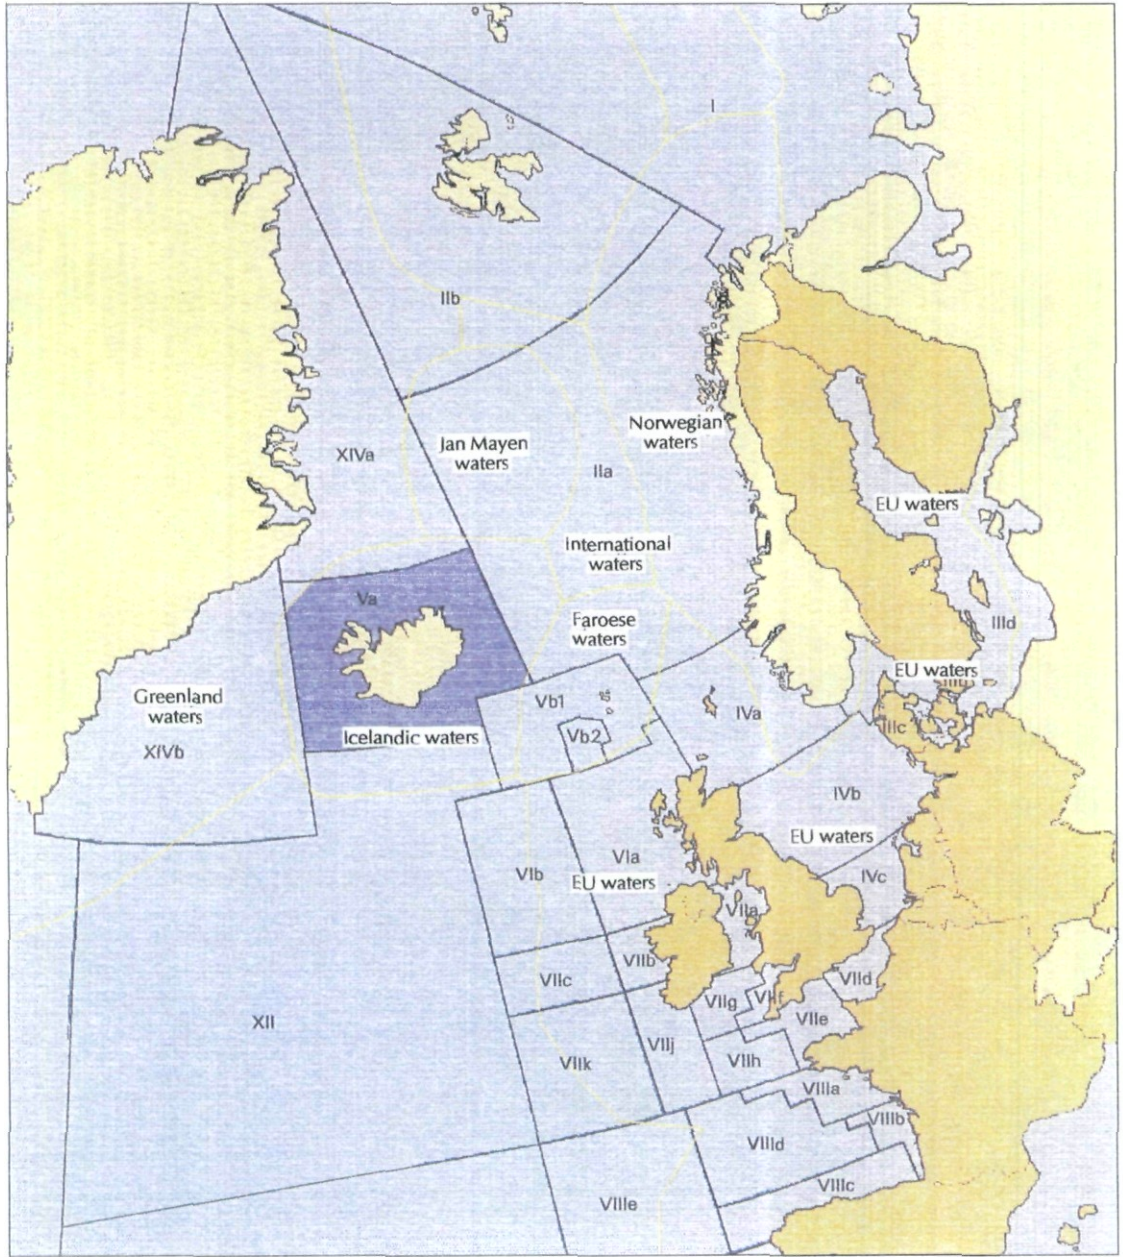 I
IIb
Norwegian
waters
Jan Mayen
waters
XIVa
IIa
EU waters
International
waters
Va
Faroese
waters
IIId
EU waters
Greenland
waters
Vb1
IVa
IIIc
Icelandic waters
Vb2
XIVb
IVb
EU waters
VIa
EU waters
VIb
IVc
VIIa
VIIb
VIIc
VIId
VIIg
VIIf
VIIe
XII
VIIj
VIIk
VIIh
VIIIa
VIIIb
VIIId
VIIIc
VIIIe